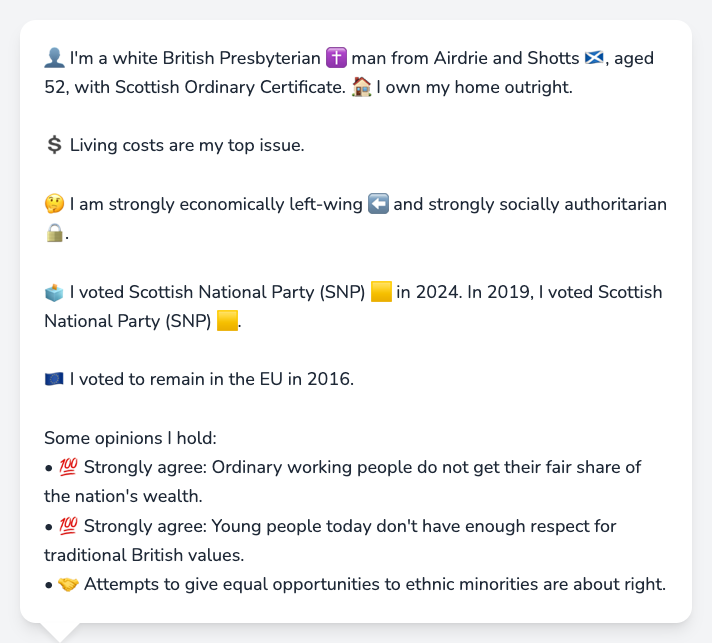 👤 I'm a white British Presbyterian ✝️ man from Airdrie and Shotts 🏴󠁧󠁢󠁳󠁣󠁴󠁿, aged
52, with Scottish Ordinary Certificate. 🏠 I own my home outright.
💲 Living costs are my top issue.
🤔 I am strongly economically left-wing ⬅️ and strongly socially authoritarian
🔒.
🗳️ I voted Scottish National Party (SNP) 🟨 in 2024. In 2019, I voted Scottish
National Party (SNP) 🟨.
🇪🇺 I voted to remain in the EU in 2016.
Some opinions I hold:
• 💯 Strongly agree: Ordinary working people do not get their fair share of
the nation's wealth.
• 💯 Strongly agree: Young people today don't have enough respect for
traditional British values.
• 🤝 Attempts to give equal opportunities to ethnic minorities are about right.